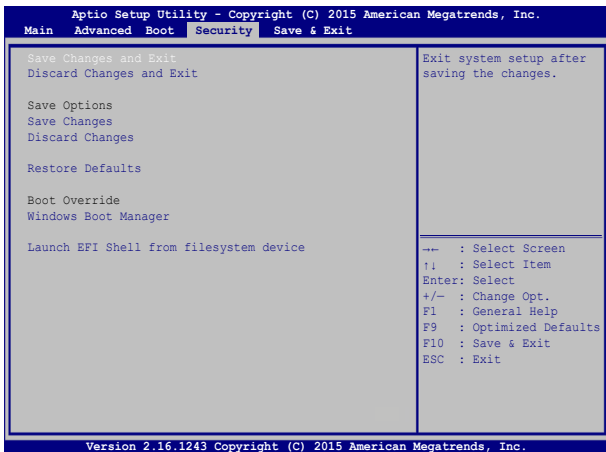 Aptio Setup Utility - Copyright (C) 2015 American Megatrends, Inc.
Main Advanced Boot Security Save & Exit
Save Changes and Exit
Discard Changes and Exit
Save Options
Save Changes
Discard Changes
Restore Defaults
Boot Override
Windows Boot Manager
Launch EFI Shell from filesystem device
Exit system setup after
saving the changes.
→← : Select Screen
↑↓ : Select Item
Enter: Select
+/— : Change Opt.
F1 : General Help
F9 : Optimized Defaults
F10 : Save & Exit
ESC : Exit
Version 2.16.1243 Copyright (C) 2015 American Megatrends, Inc.